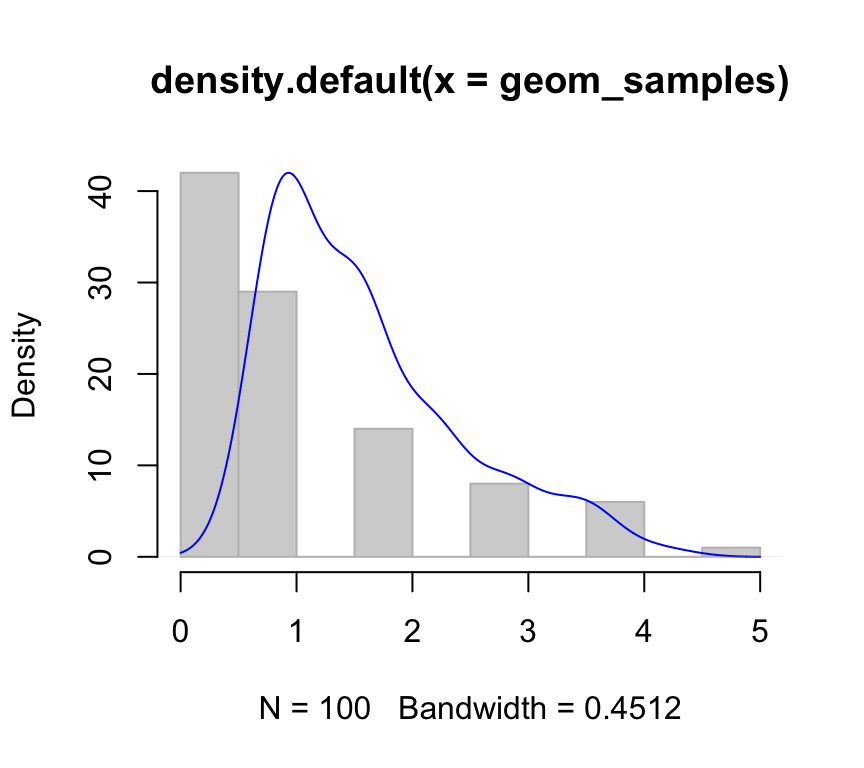 density.default(x = geom_samples)
Density
40
30
20
10
0
0 1 2 3 4 5
N = 100 Bandwidth = 0.4512